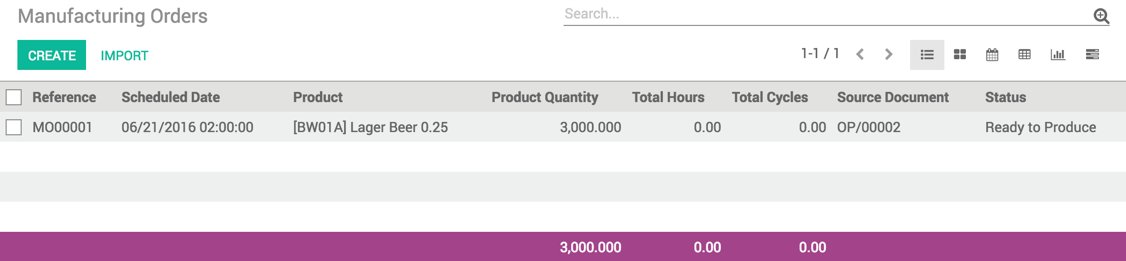 Manufacturing Orders
Search...
CREATE IMPORT 1-1 / 1
Reference Scheduled Date Product Product Quantity Total Hours Total Cycles Source Document Status
MO00001 06/21/2016 02:00:00 [BW01A] Lager Beer 0.25 3,000.000 0.00 0.00 OP/00002 Ready to Produce
3,000.000 0.00 0.00